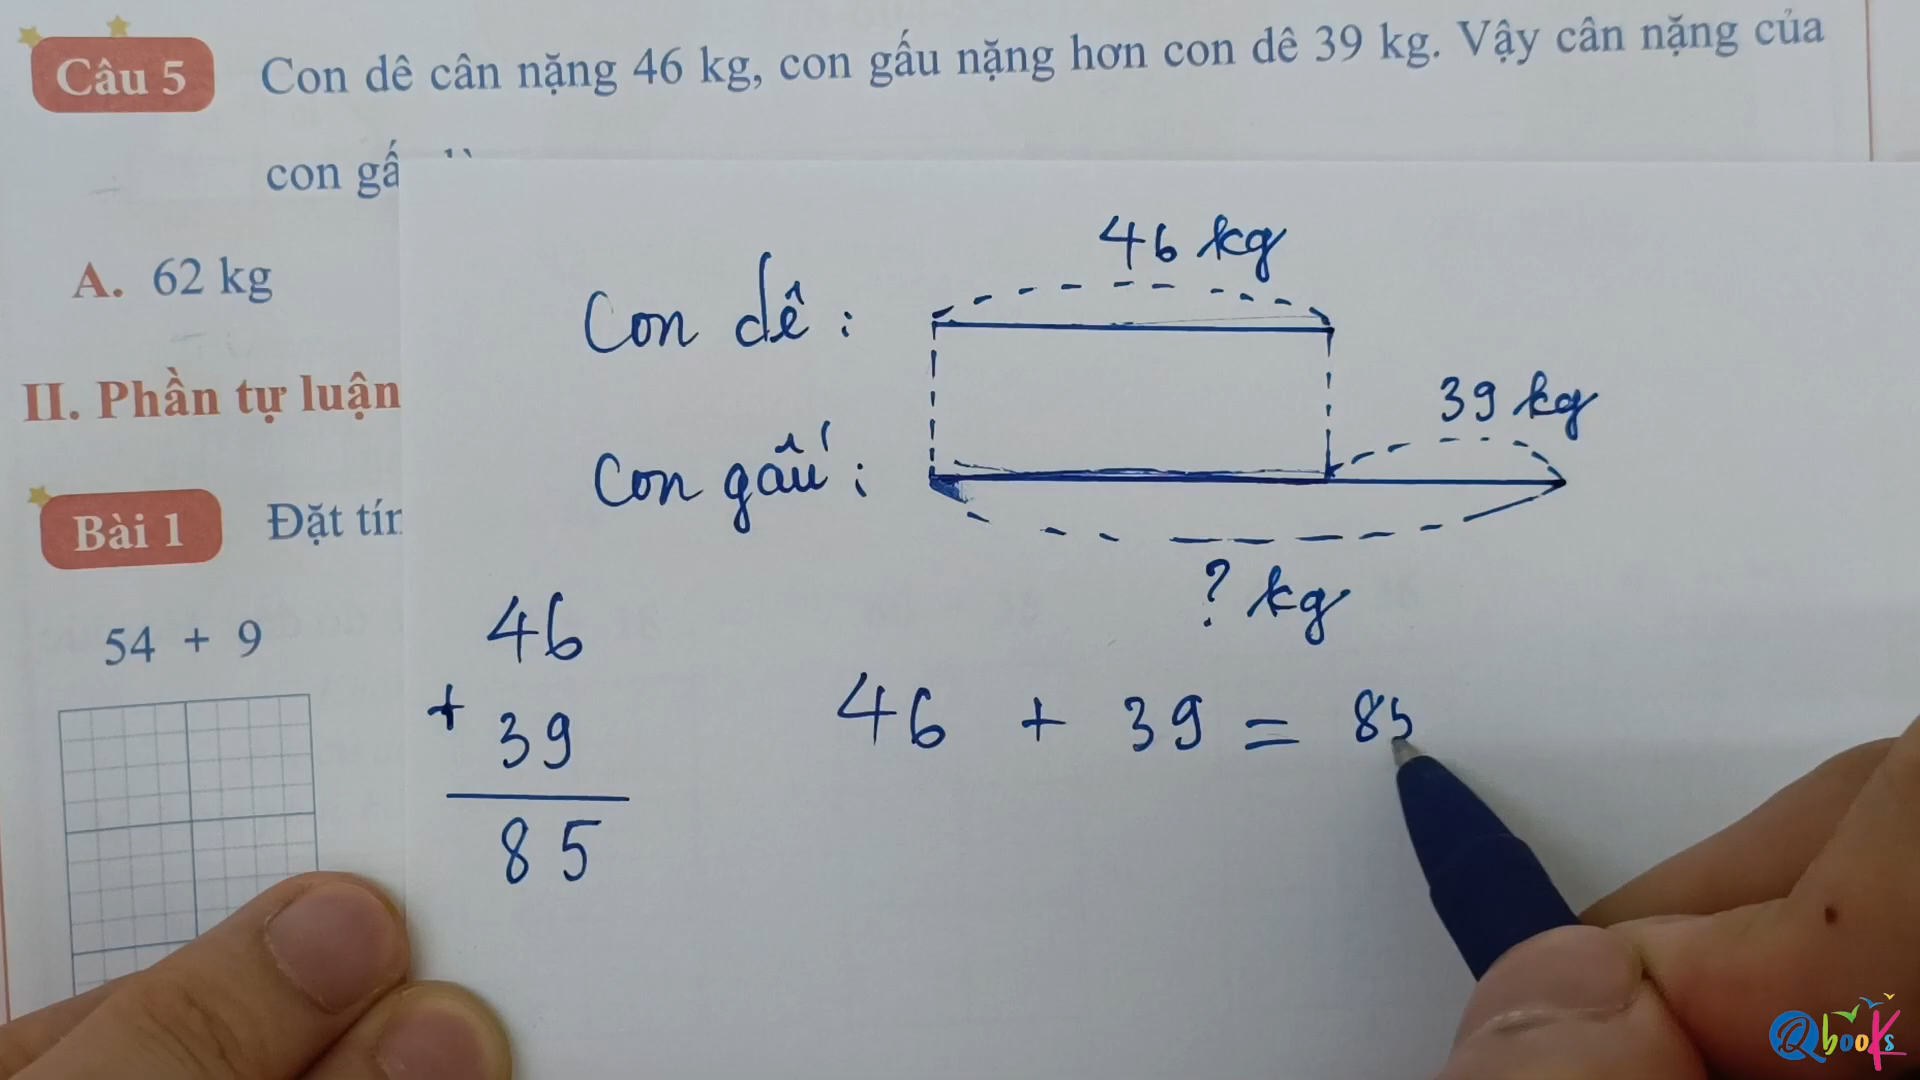 Câu 5 Con dê cân nặng 46 kg, con gấu nặng hơn con dê 39 kg. Vậy cân nặng của
con
A. 62 kg
46 kg
Con dê :
II. Phần tự luận
39 kg
Con gấu :
Bài 1 Đặt
? kg
54 + 9
46
+
39
85
46 + 39 = 85
Qbooks